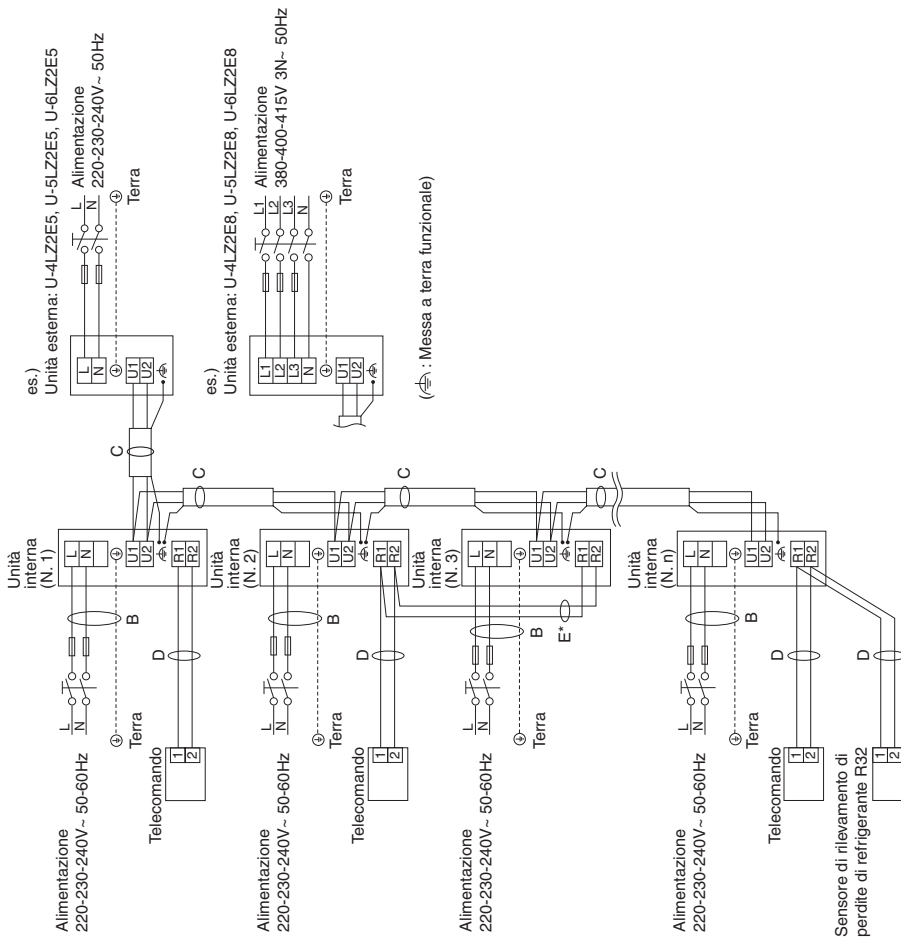 es.)
Unità esterna: U-4LZ2E5, U-5LZ2E5, U-6LZ2E5
Alimentazione
220-230-240V ~ 50Hz
L
N
Terra
L
N
U1
U2
C
es.)
Unità esterna: U-4LZ2E8, U-5LZ2E8, U-6LZ2E8
Alimentazione
380-400-415V 3N~ 50Hz
L1
L2
L3
N
Terra
L1
L2
L3
N
U1
U2
( : Messa a terra funzionale)
Unità
interna
(N. 1)
L
N
U1
U2
R1
R2
B
D
C
L
N
Terra
Alimentazione
220-230-240V ~ 50-60Hz
Telecomando
1
2
Unità
interna
(N. 2)
L
N
U1
U2
R1
R2
B
D
C
L
N
Terra
Alimentazione
220-230-240V ~ 50-60Hz
Telecomando
1
2
Unità
interna
(N. 3)
L
N
U1
U2
R1
R2
B
E*
C
L
N
Terra
Alimentazione
220-230-240V ~ 50-60Hz
Unità
interna
(N. n)
L
N
U1
U2
R1
R2
B
D
D
L
N
Terra
Alimentazione
220-230-240V ~ 50-60Hz
Telecomando
1
2
Sensore di rilevamento di
perdite di refrigerante R32
1
2